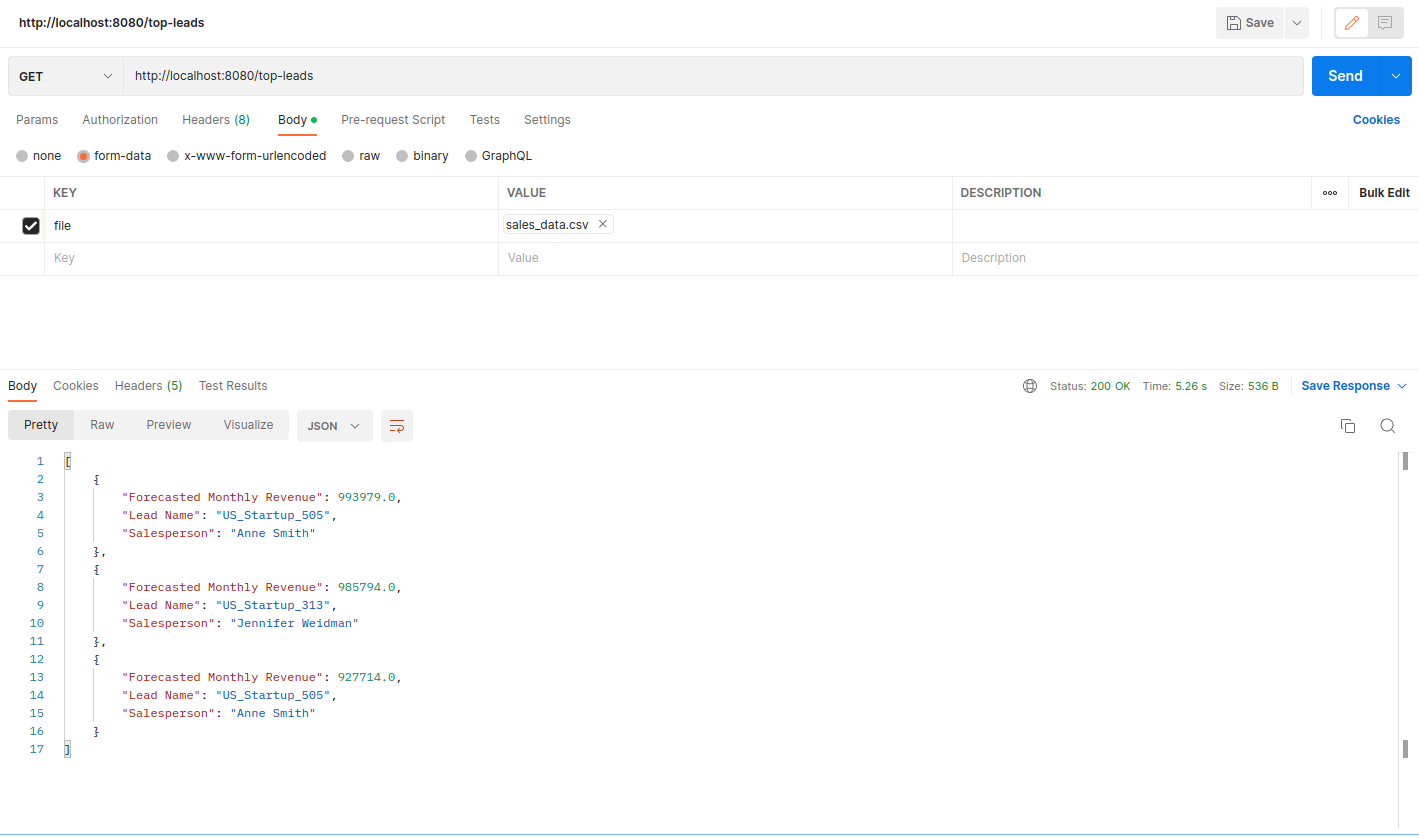 http://localhost:8080/top-leads Save
GET http://localhost:8080/top-leads Send
Params Authorization Headers (8) Body Pre-request Script Tests Settings Cookies
none form-data x-www-form-urlencoded raw binary GraphQL
KEY VALUE DESCRIPTION Bulk Edit
file sales_data.csv
Key Value Description
Body Cookies Headers (5) Test Results Status: 200 OK Time: 5.26 s Size: 536 B Save Response
Pretty Raw Preview Visualize JSON
1 [
2 {
3 "Forecasted Monthly Revenue": 993979.0,
4 "Lead Name": "US_Startup_505",
5 "Salesperson": "Anne Smith"
6 },
7 {
8 "Forecasted Monthly Revenue": 985794.0,
9 "Lead Name": "US_Startup_313",
10 "Salesperson": "Jennifer Weidman"
11 },
12 {
13 "Forecasted Monthly Revenue": 927714.0,
14 "Lead Name": "US_Startup_505",
15 "Salesperson": "Anne Smith"
16 }
17 ]